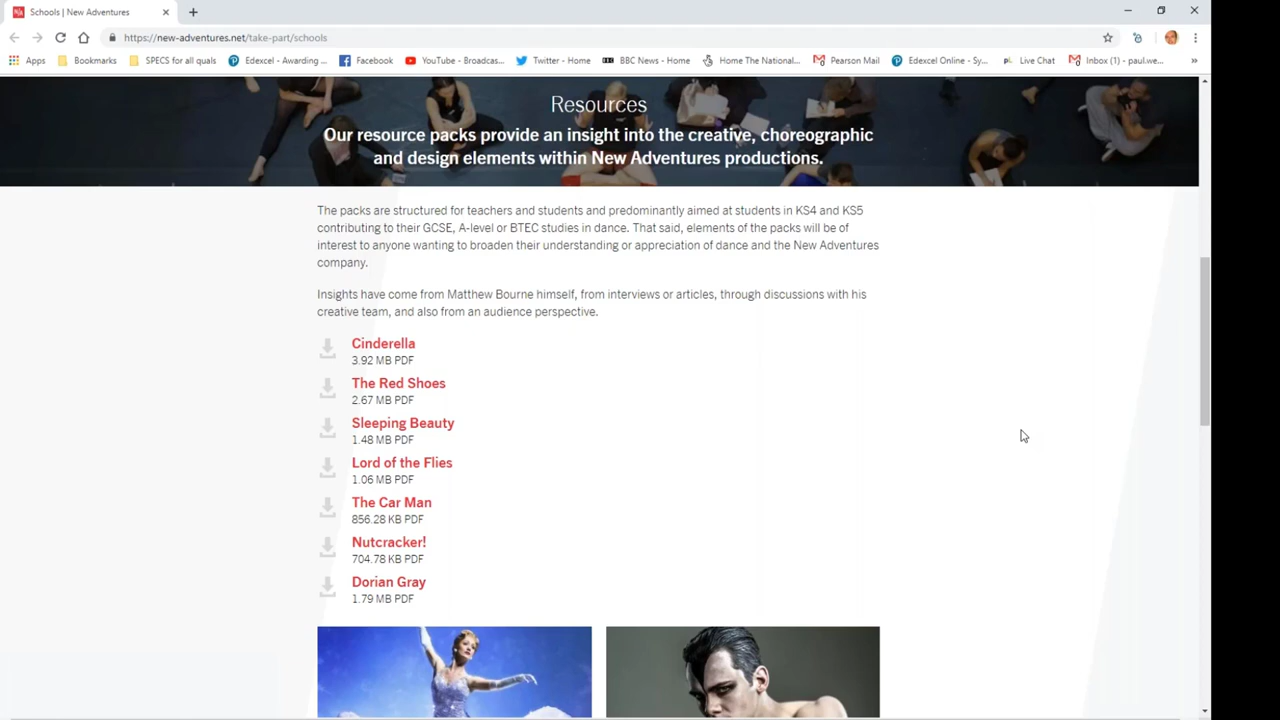 Schools | New Adventures
https://new-adventures.net/take-part/schools
Apps Bookmarks SPECS for all quals Edexcel - Awarding ... Facebook YouTube - Broadcas... Twitter - Home BBC News - Home Home The National... Pearson Mail Edexcel Online - Sy... Live Chat Inbox (1) - paul.we... »
Resources
Our resource packs provide an insight into the creative, choreographic
and design elements within New Adventures productions.
The packs are structured for teachers and students and predominantly aimed at students in KS4 and KS5
contributing to their GCSE, A-level or BTEC studies in dance. That said, elements of the packs will be of
interest to anyone wanting to broaden their understanding or appreciation of dance and the New Adventures
company.
Insights have come from Matthew Bourne himself, from interviews or articles, through discussions with his
creative team, and also from an audience perspective.
Cinderella
3.92 MB PDF
The Red Shoes
2.67 MB PDF
Sleeping Beauty
1.48 MB PDF
Lord of the Flies
1.06 MB PDF
The Car Man
856.28 KB PDF
Nutcracker!
704.78 KB PDF
Dorian Gray
1.79 MB PDF